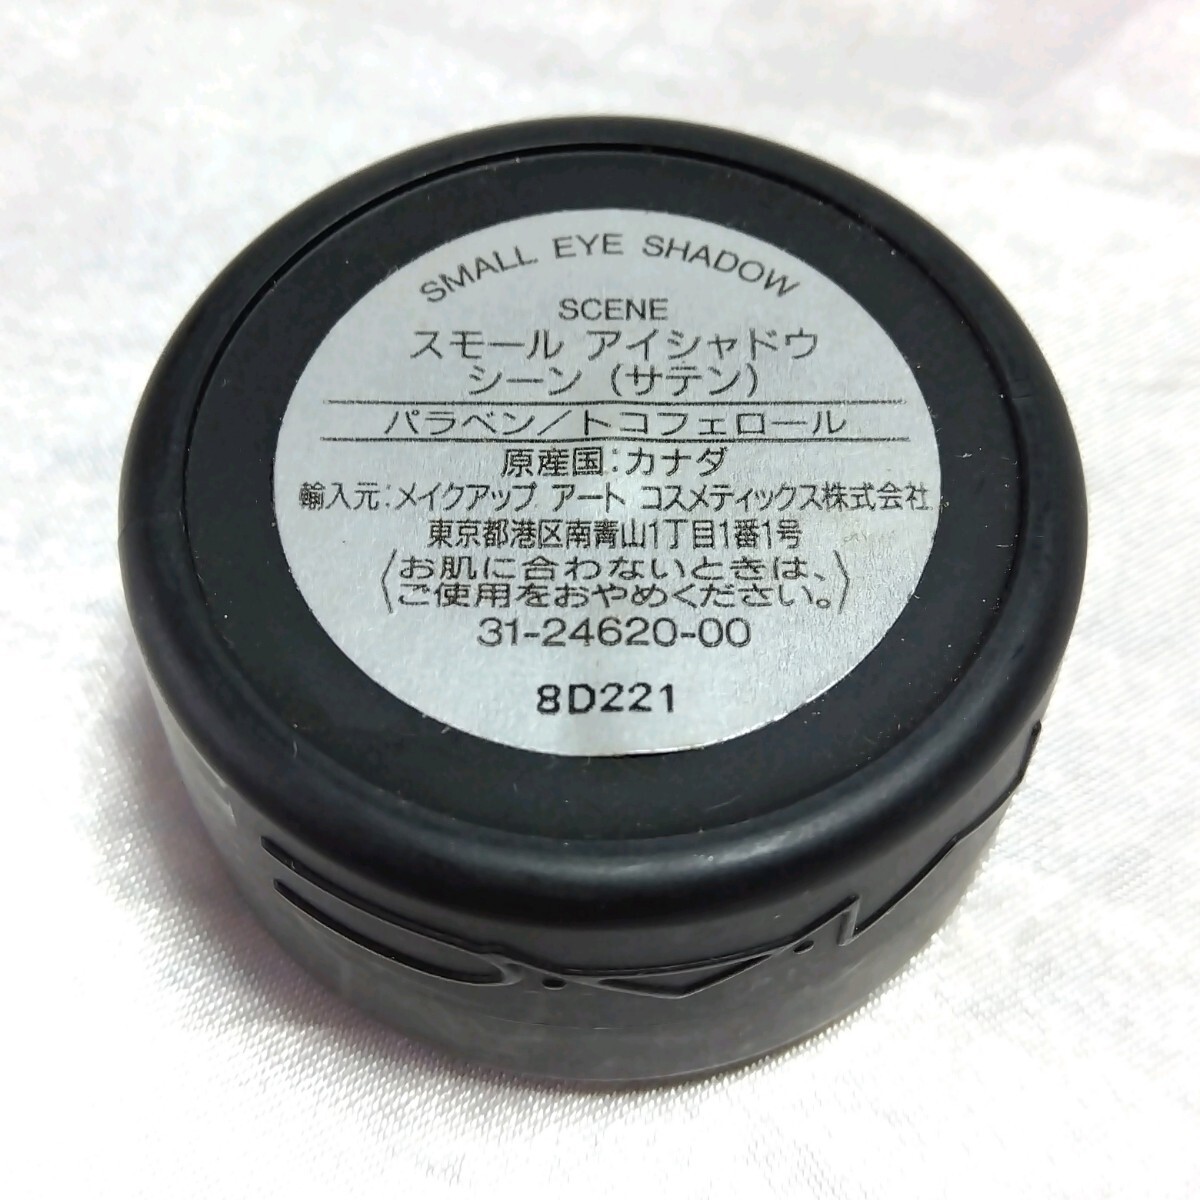 SMALL EYE SHADOW
SCENE
スモール アイシャドウ
シーン (サテン)
パラベン/トコフェロール
原産国:カナダ
輸入元:メイクアップ アート コスメティックス株式会社
東京都港区南青山1丁目1番1号
〈お肌に合わないときは、
ご使用をおやめください。〉
31-24620-00
8D221